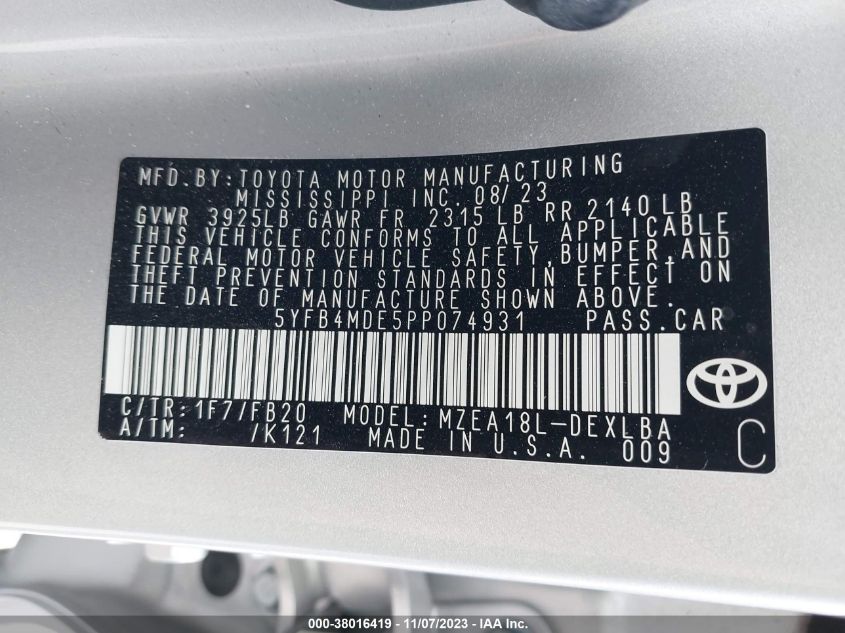 MFD.BY:TOYOTA MOTOR MANUFACTURING
MISSISSIPPI INC. 08/23
GVWR 3925LB GAWR FR 2315 LB RR 2140LB
THIS VEHICLE CONFORMS TO ALL APPLICABLE
FEDERAL MOTOR VEHICLE SAFETY,BUMPER,AND
THEFT PREVENTION STANDARDS IN EFFECT ON
THE DATE OF MANUFACTURE SHOWN ABOVE.
5YFB4MDE5PP074931 PASS.CAR
C/TR:1F7/FB20 MODEL:MZEA18L-DEXLBA
A/TM: /K121 MADE IN U.S.A. 009
C
000-38016419 - 11/07/2023 - © IAA Inc.